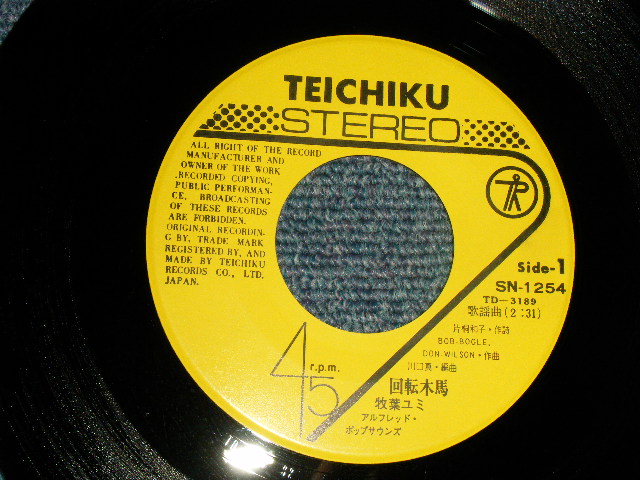 TEICHIKU
STEREO
ALL RIGHT OF THE RECORD
MANUFACTURER AND
OWNER OF THE WORK
,RECORDED COPYING,
PUBLIC PERFORMAN-
CE, BROADCASTING
OF THESE RECORDS
ARE FORBIDDEN.
ORIGINAL RECORDIN-
G BY, TRADE MARK
REGISTERED BY, AND
MADE BY TEICHIKU
RECORDS CO., LTD.
JAPAN.
Side-1
SN-1254
TD-3189
歌謡曲(2:31)
片桐和子・作詩
BOB-BOGLE,
DON-WILSON・作曲
川口真・編曲
45 r.p.m.
回転木馬
牧葉ユミ
アルフレッド・
ポップサウンズ